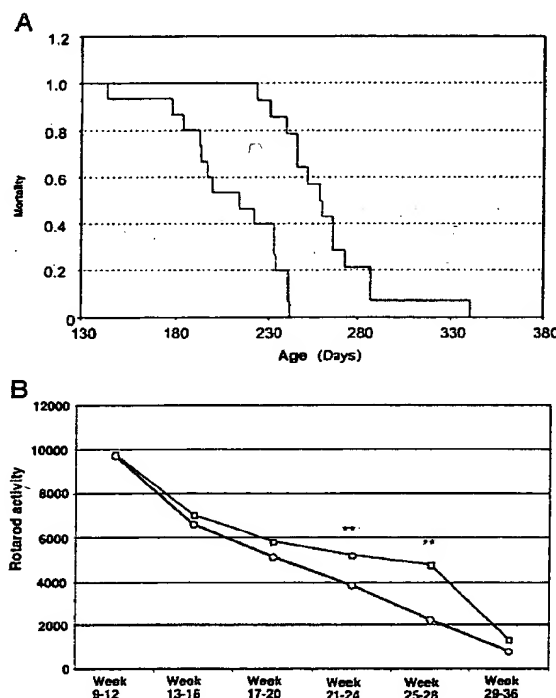 A
1.2
1.0
0.8
0.6
0.4
0.2
0
Mortality
130 180 230 280 330 380
Age (Days)
B
12000
10000
8000
6000
4000
2000
0
Rotarod activity
** **
Week Week Week Week Week Week
9-12 13-16 17-20 21-24 25-28 29-36